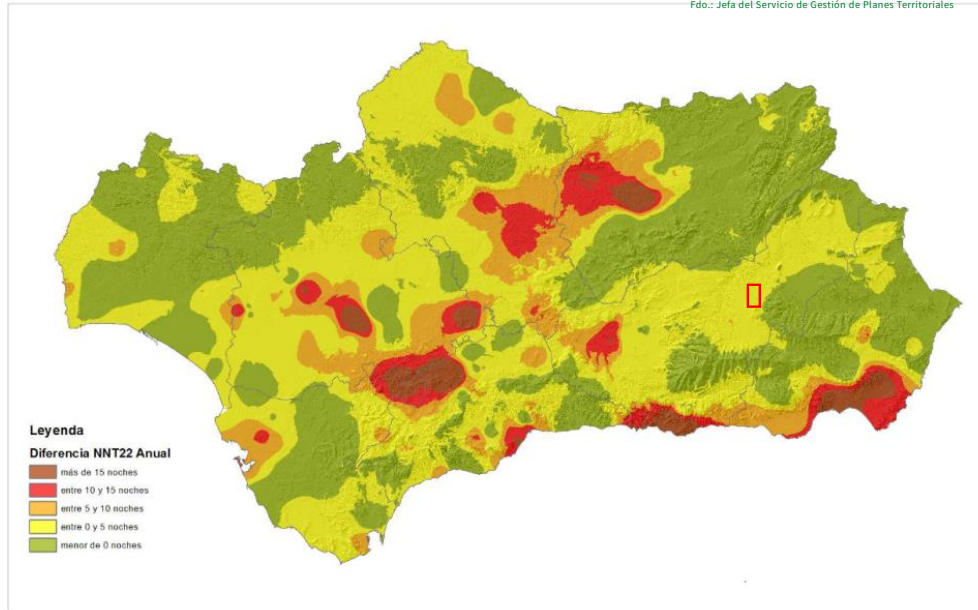 Fdo.: Jefa del Servicio de Gestión de Planes Territoriales
Leyenda
Diferencia NNT22 Anual
más de 15 noches
entre 10 y 15 noches
entre 5 y 10 noches
entre 0 y 5 noches
menor de 0 noches